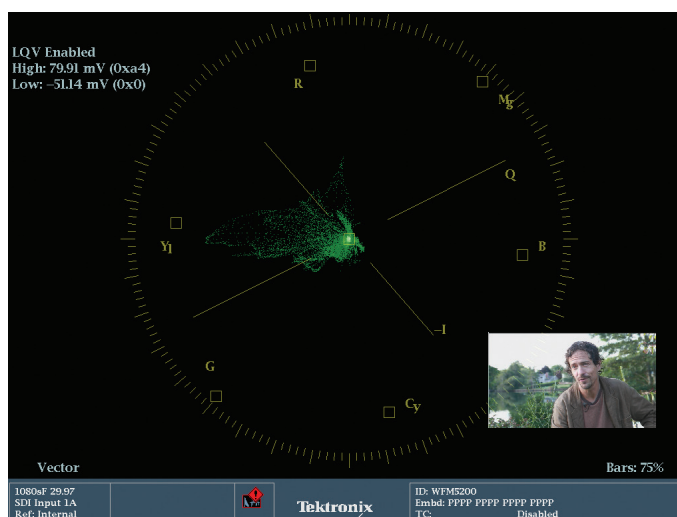 LQV Enabled
High: 79.91 mV (0xa4)
Low: –51.14 mV (0x0)
R
Mg
Q
Yl
B
–I
G
Cy
Vector
Bars: 75%
1080sF 29.97
SDI Input 1A
Ref: Internal
Tektronix
ID: WFM5200
Embd: PPPP PPPP PPPP PPPP
TC: Disabled